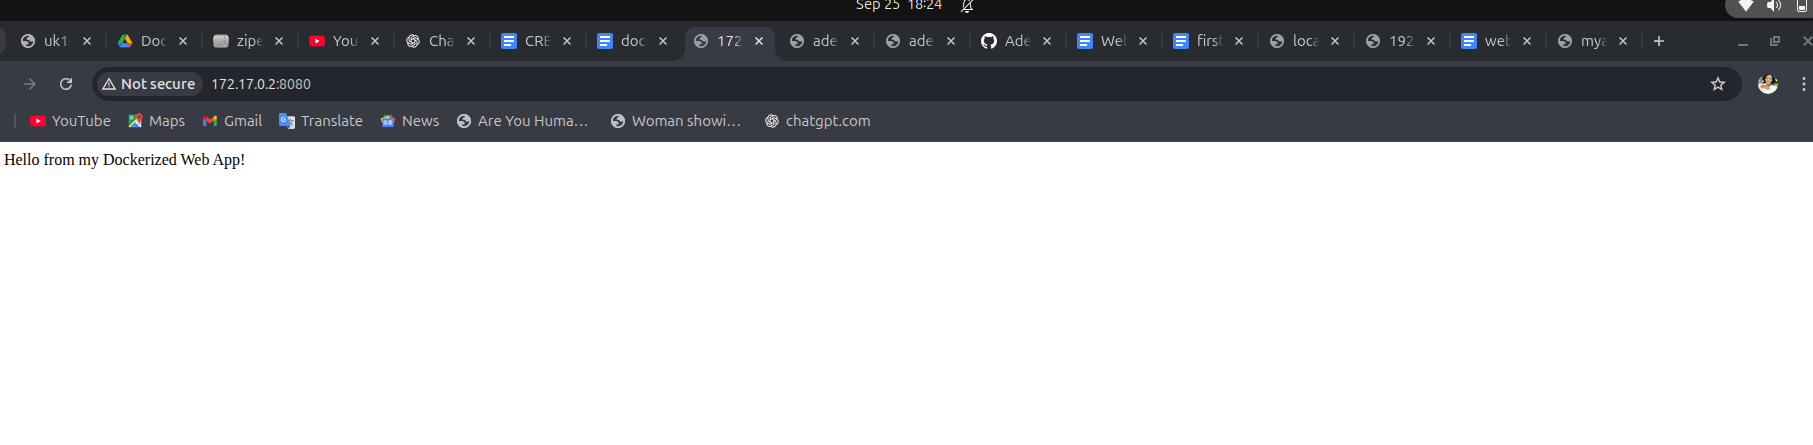 Sep 25 18:24
uk1- Doc zipe You Cha CRE doc 172 ade ade Ade Wel first loca 192 web mya
Not secure 172.17.0.2:8080
YouTube Maps Gmail Translate News Are You Huma... Woman showi... chatgpt.com
Hello from my Dockerized Web App!